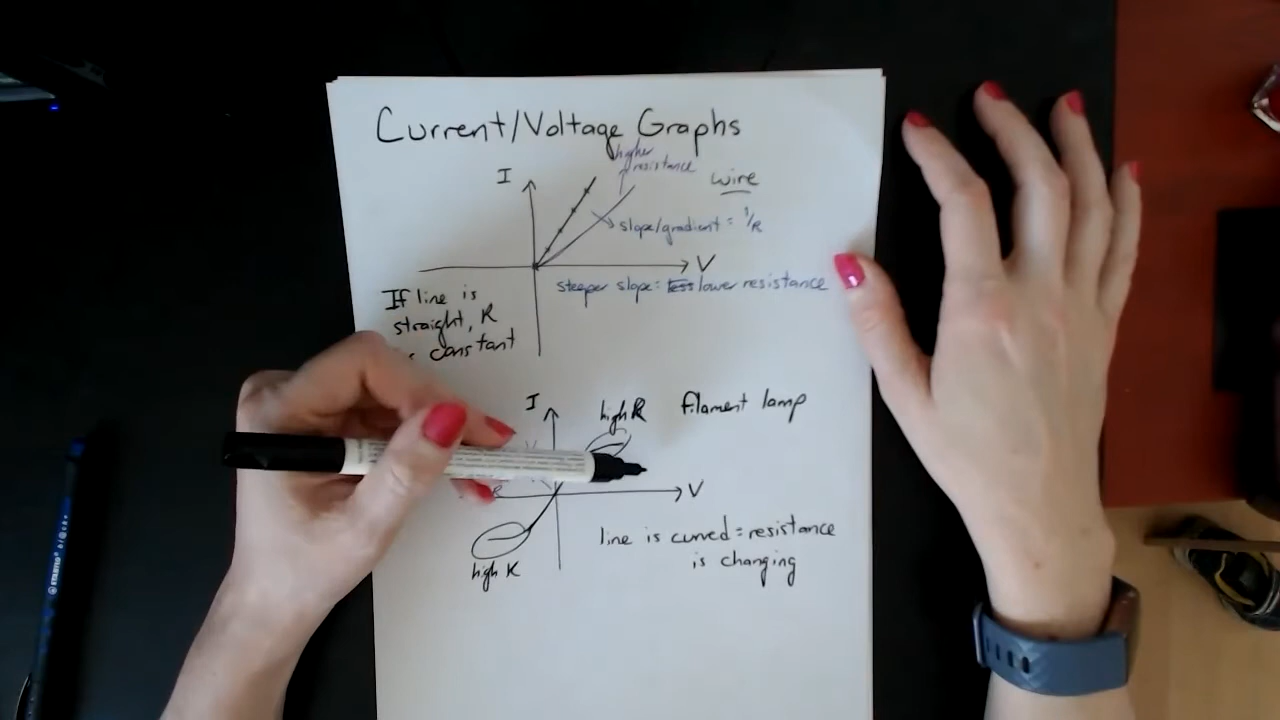 Current/Voltage Graphs
higher
resistance
I
wire
slope/gradient = 1/R
V
steeper slope: lower resistance
If line is
straight, R
constant
I
high R
filament lamp
V
line is curved = resistance
is changing
high R
STABILO